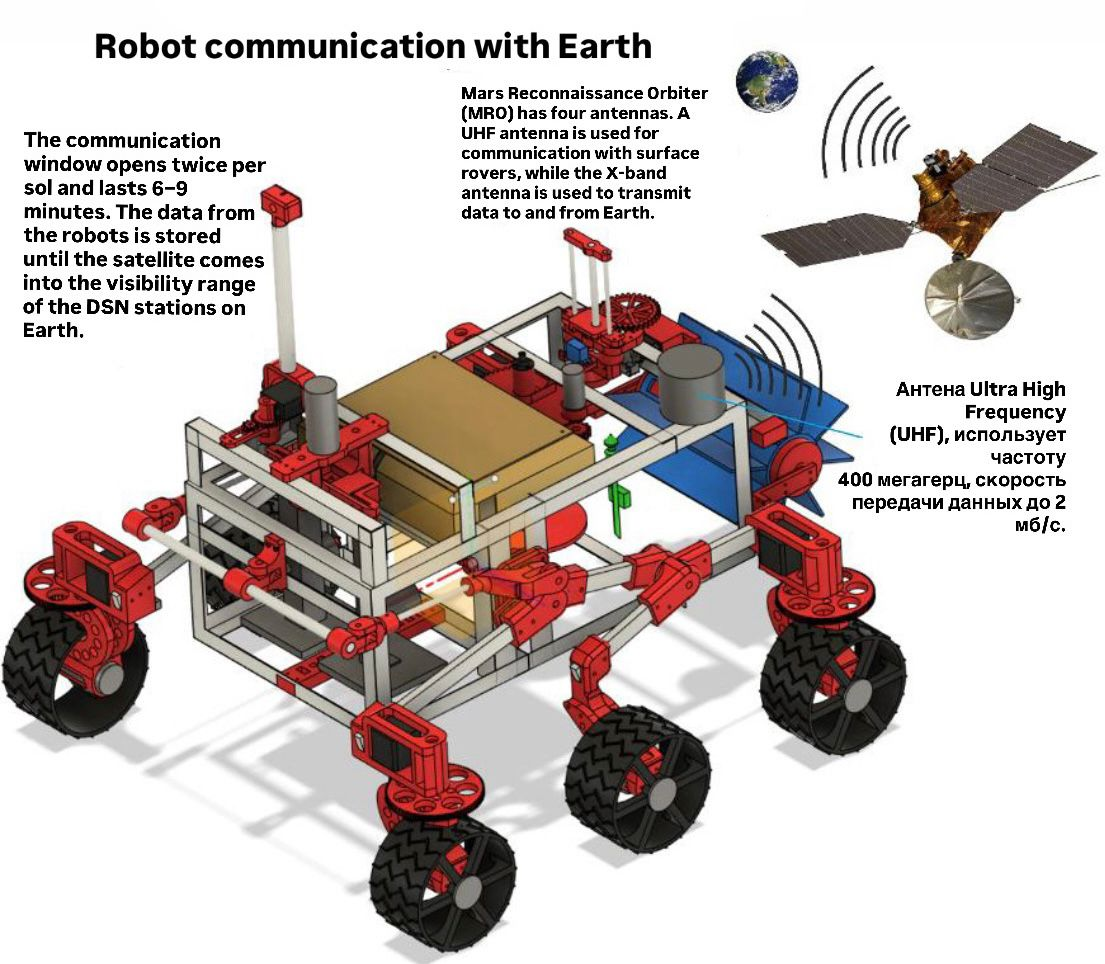 Robot communication with Earth
The communication
window opens twice per
sol and lasts 6–9
minutes. The data from
the robots is stored
until the satellite comes
into the visibility range
of the DSN stations on
Earth.
Mars Reconnaissance Orbiter
(MRO) has four antennas. A
UHF antenna is used for
communication with surface
rovers, while the X-band
antenna is used to transmit
data to and from Earth.
Антена Ultra High
Frequency
(UHF), использует
частоту
400 мегагерц, скорость
передачи данных до 2
мб/с.